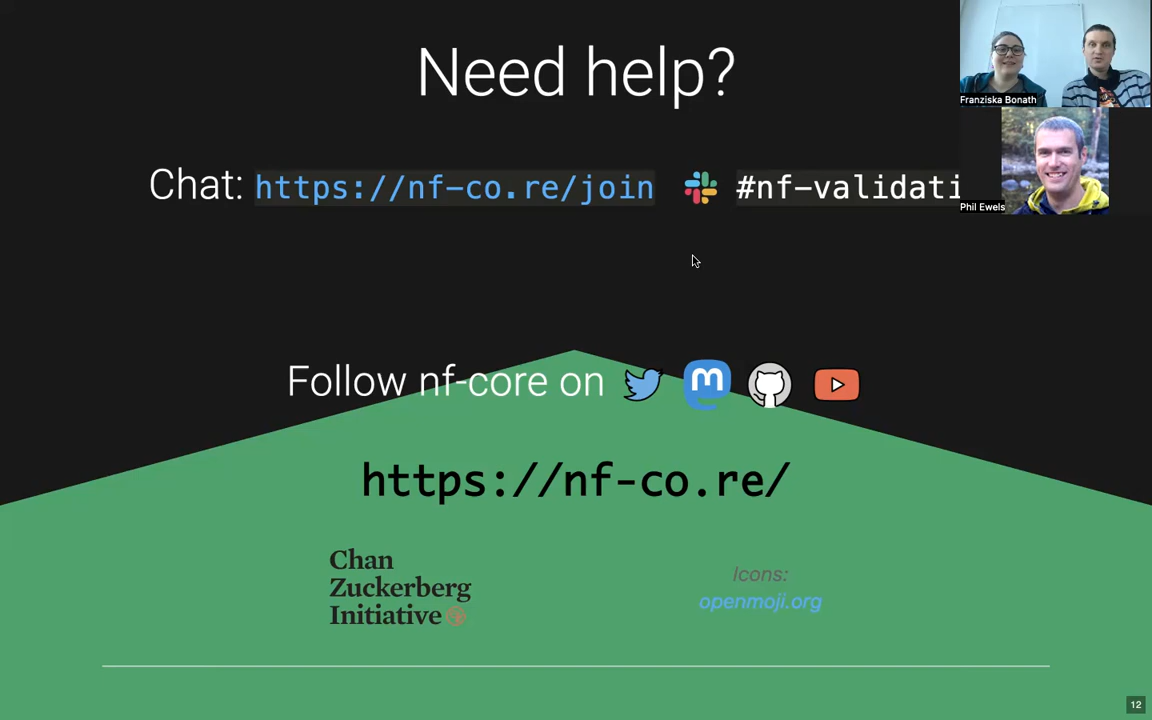 Need help?
Franziska Bonath
Chat: https://nf-co.re/join #nf-validati
Phil Ewels
Follow nf-core on
https://nf-co.re/
Chan
Zuckerberg
Initiative
Icons:
openmoji.org
12